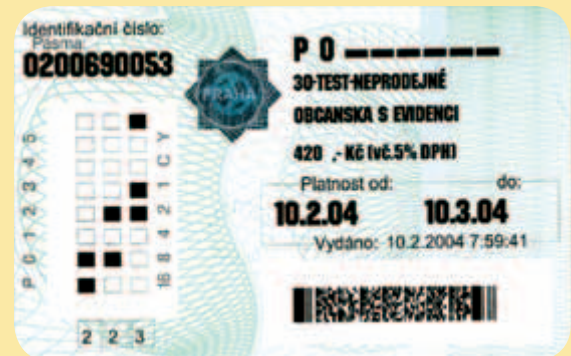 Identifikační číslo:
Pásma:
0200690053
PRAHA
P 0 1 2 3 4 5
CY
1
2
4
8
16
2 2 3
P 0 ––––––
30-TEST-NEPRODEJNÉ
OBCANSKA S EVIDENCI
420 ,- Kč (vč.5% DPH)
Platnost od:
do:
10.2.04
10.3.04
Vydáno: 10.2.2004 7:59:41